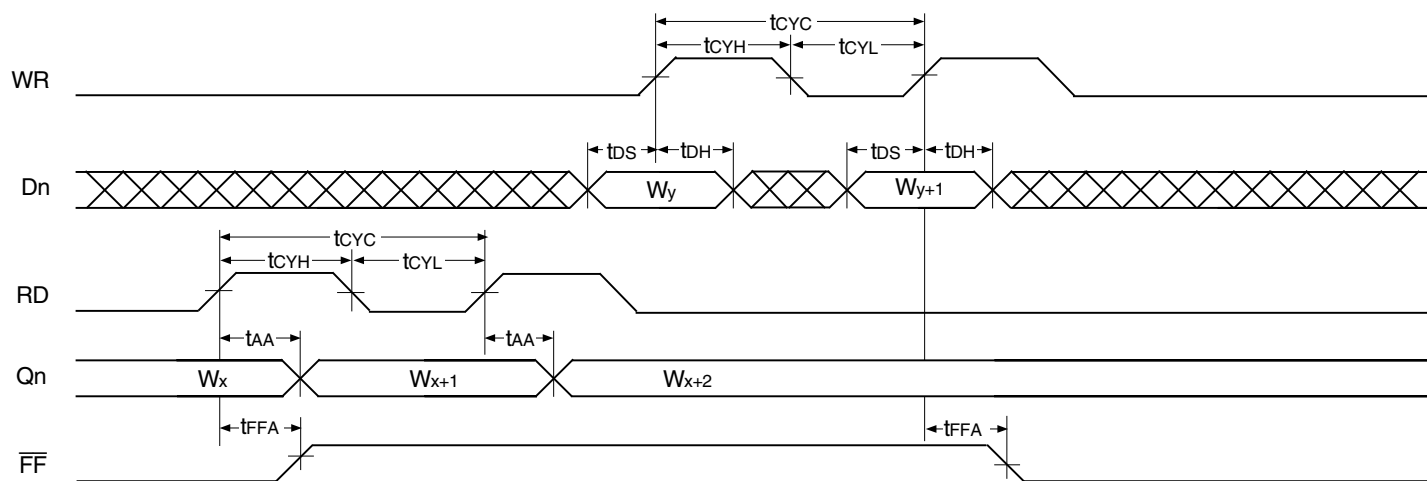 tCYC
tCYH tCYL
WR
tDS tDH tDS tDH
Dn Wy Wy+1
tCYC
tCYH tCYL
RD
tAA tAA
Qn Wx Wx+1 Wx+2
tFFA tFFA
F̅F̅